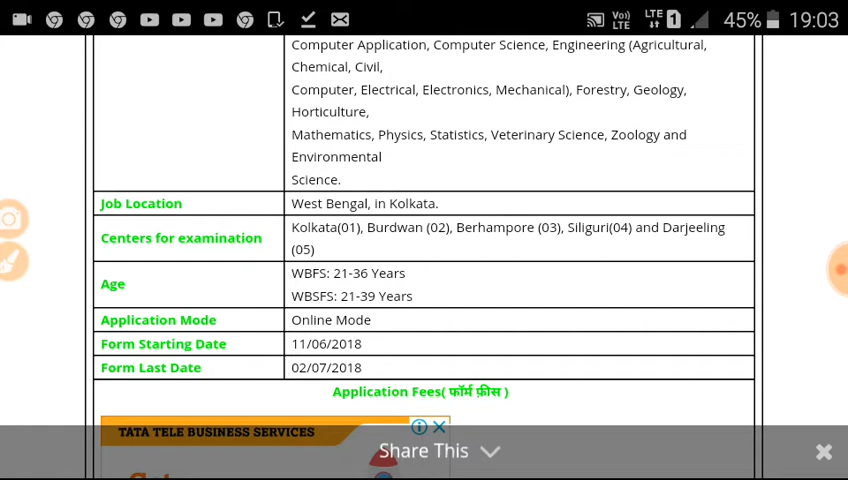 Vo)) LTE LTE 1 45% 19:03
Computer Application, Computer Science, Engineering (Agricultural,
Chemical, Civil,
Computer, Electrical, Electronics, Mechanical), Forestry, Geology,
Horticulture,
Mathematics, Physics, Statistics, Veterinary Science, Zoology and
Environmental
Science.
Job Location West Bengal, in Kolkata.
Centers for examination Kolkata(01), Burdwan (02), Berhampore (03), Siliguri(04) and Darjeeling
(05)
Age WBFS: 21-36 Years
WBSFS: 21-39 Years
Application Mode Online Mode
Form Starting Date 11/06/2018
Form Last Date 02/07/2018
Application Fees( फॉर्म फ़ीस )
TATA TELE BUSINESS SERVICES
Share This